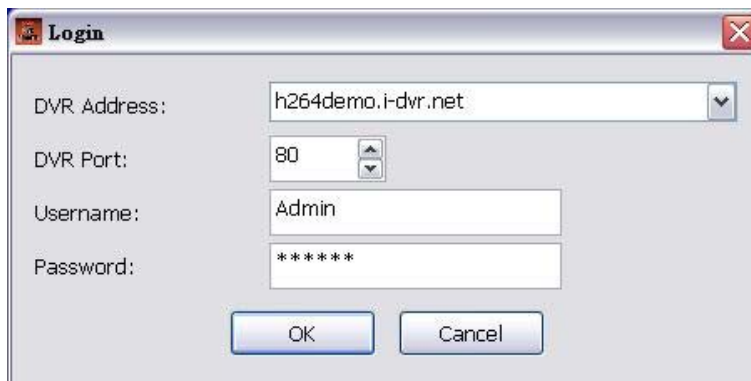 Login
DVR Address: h264demo.i-dvr.net
DVR Port: 80
Username: Admin
Password: ******
OK Cancel